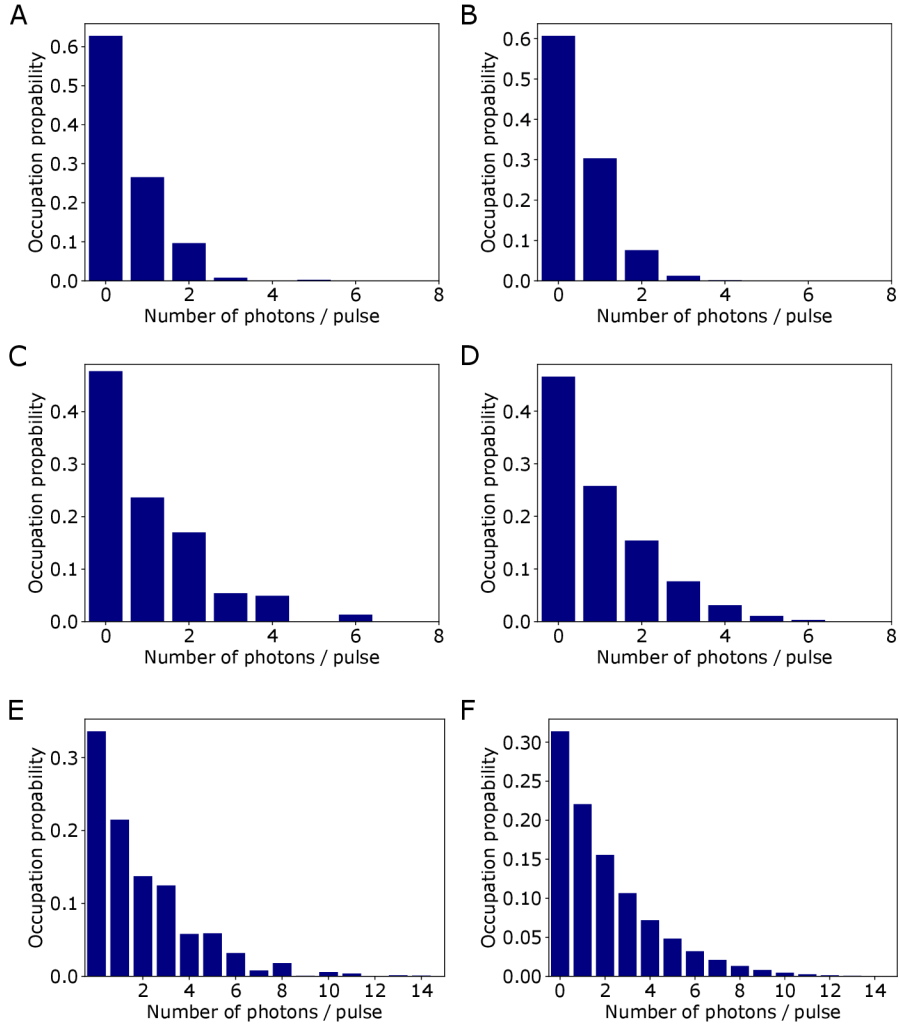 A
Occupation propability
0.6
0.5
0.4
0.3
0.2
0.1
0.0
0 2 4 6 8
Number of photons / pulse
B
Occupation propability
0.6
0.5
0.4
0.3
0.2
0.1
0.0
0 2 4 6 8
Number of photons / pulse
C
Occupation propability
0.4
0.3
0.2
0.1
0.0
0 2 4 6 8
Number of photons / pulse
D
Occupation propability
0.4
0.3
0.2
0.1
0.0
0 2 4 6 8
Number of photons / pulse
E
Occupation propability
0.3
0.2
0.1
0.0
2 4 6 8 10 12 14
Number of photons / pulse
F
Occupation propability
0.30
0.25
0.20
0.15
0.10
0.05
0.00
0 2 4 6 8 10 12 14
Number of photons / pulse